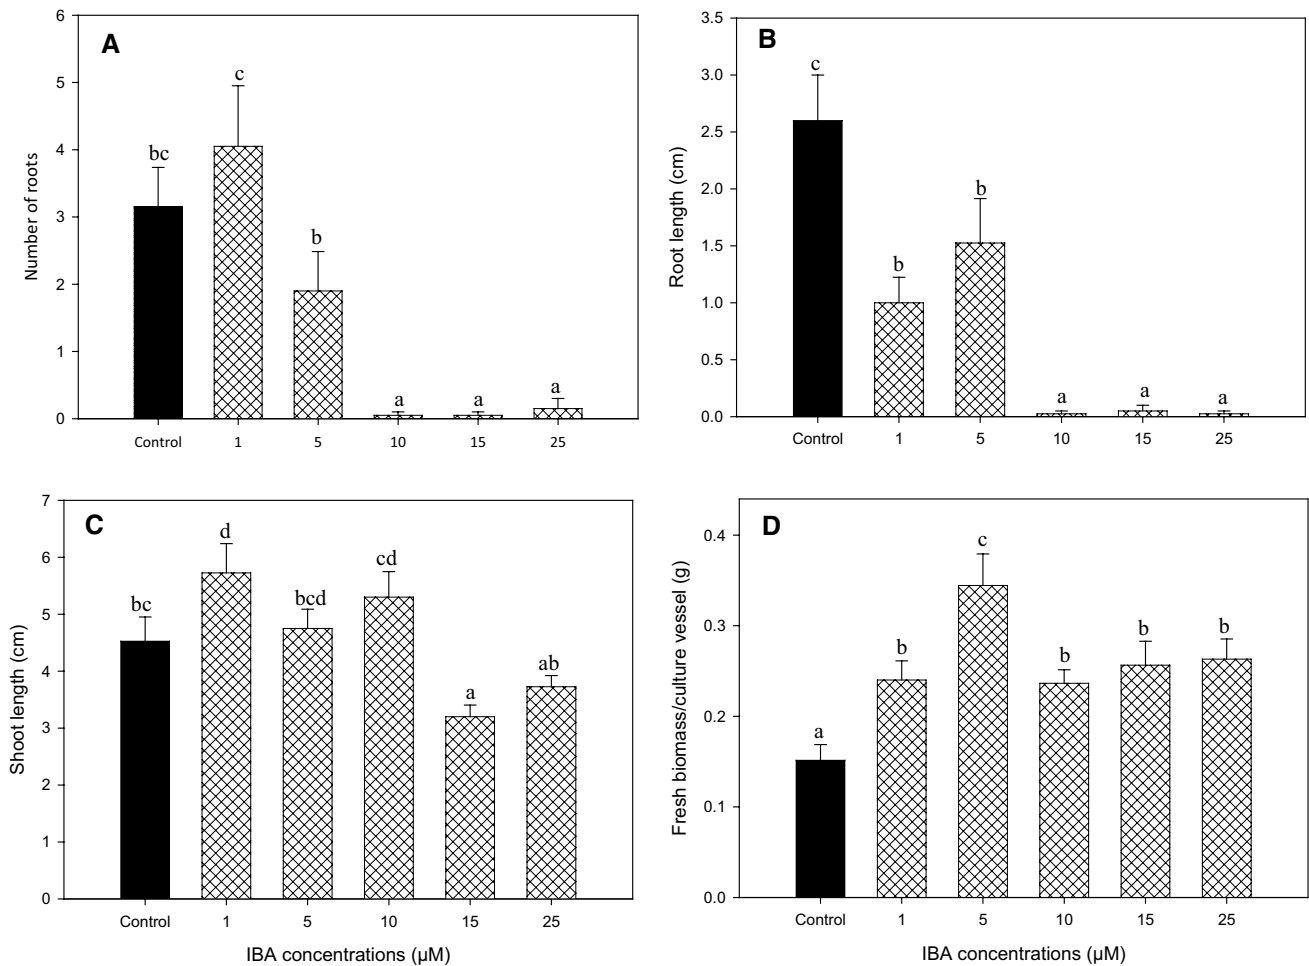 A
Number of roots
6
5
4
3
2
1
0
bc
c
b
a
a
a
Control 1 5 10 15 25
B
Root length (cm)
3.5
3.0
2.5
2.0
1.5
1.0
0.5
0.0
c
b
b
a
a
a
Control 1 5 10 15 25
C
Shoot length (cm)
7
6
5
4
3
2
1
0
bc
d
bcd
cd
a
ab
Control 1 5 10 15 25
IBA concentrations (µM)
D
Fresh biomass/culture vessel (g)
0.4
0.3
0.2
0.1
0.0
a
b
c
b
b
b
Control 1 5 10 15 25
IBA concentrations (µM)